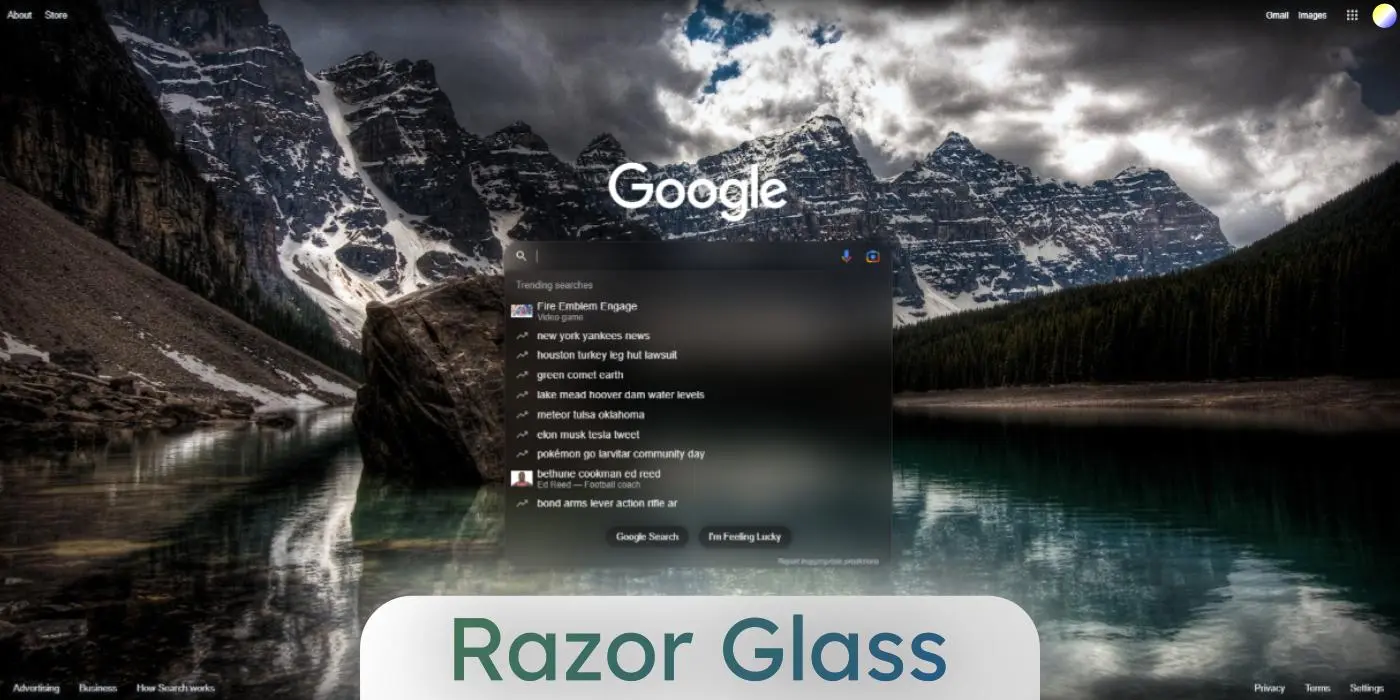 About Store
Gmail Images
Google
Trending searches
Fire Emblem Engage
Video game
new york yankees news
houston turkey leg hut lawsuit
green comet earth
lake mead hoover dam water levels
meteor tulsa oklahoma
elon musk tesla tweet
pokémon go larvitar community day
bethune cookman ed reed
Ed Reed — Football coach
bond arms lever action rifle ar
Google Search I'm Feeling Lucky
Report inappropriate predictions
Razor Glass
Advertising Business How Search works
Privacy Terms Settings